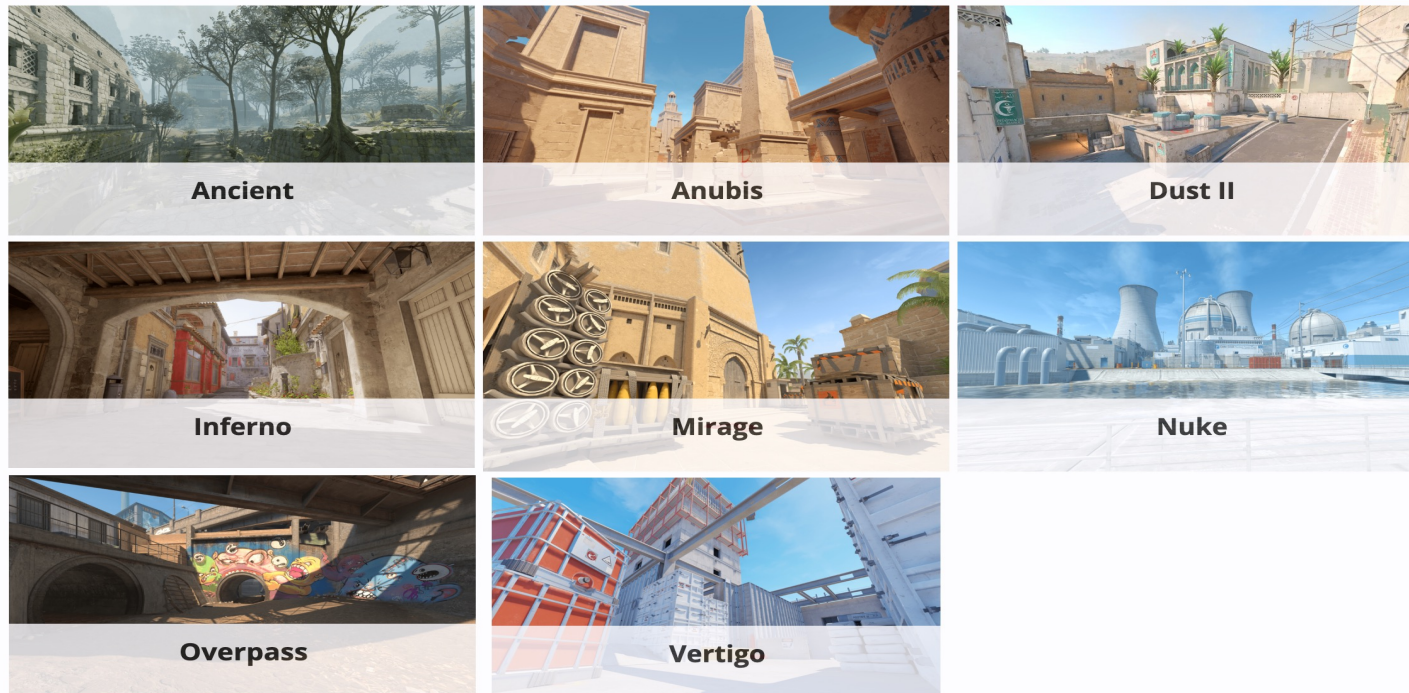 Ancient
Anubis
Dust II
Inferno
Mirage
Nuke
Overpass
Vertigo